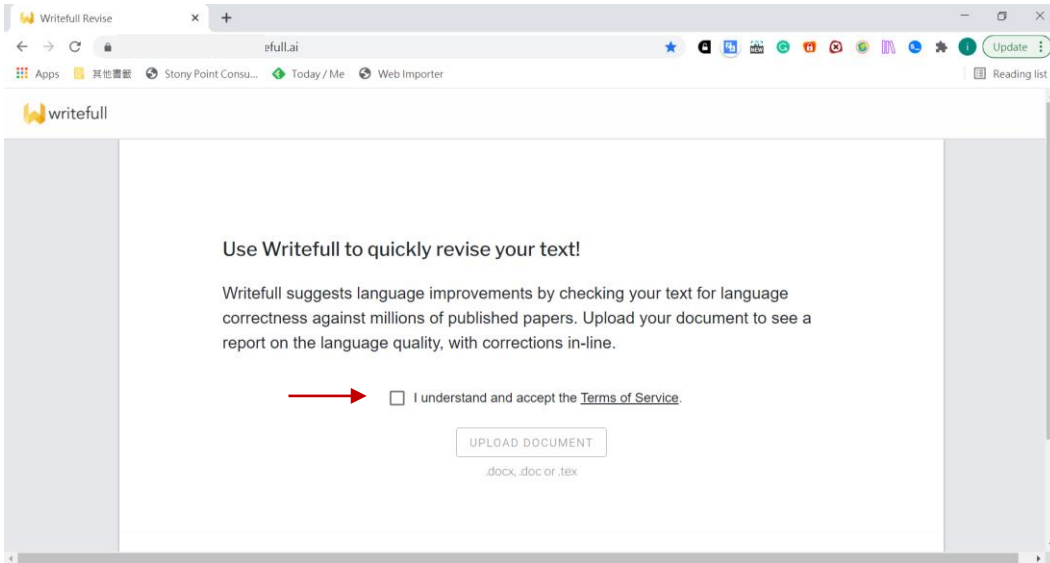 Writefull Revise
efull.ai
Update
Apps
其他書籤
Stony Point Consu...
Today / Me
Web Importer
Reading list
writefull
Use Writefull to quickly revise your text!
Writefull suggests language improvements by checking your text for language
correctness against millions of published papers. Upload your document to see a
report on the language quality, with corrections in-line.
I understand and accept the Terms of Service.
UPLOAD DOCUMENT
.docx, .doc or .tex